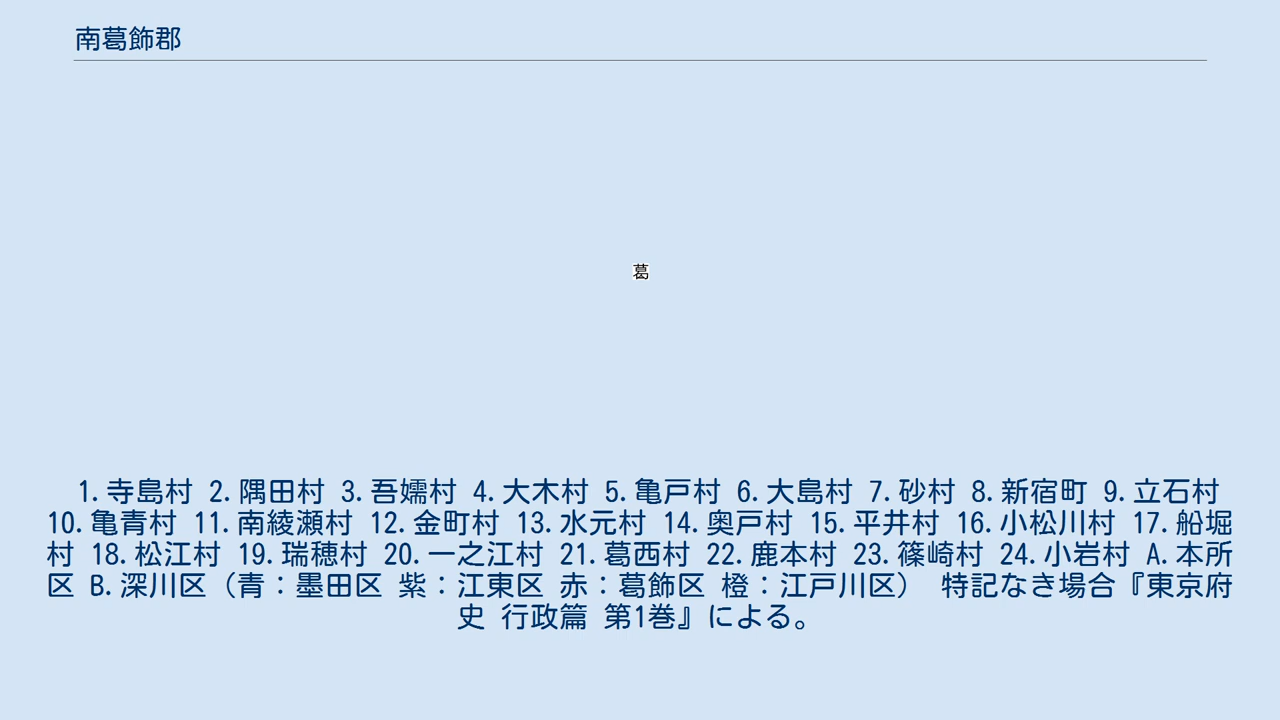 南葛飾郡
葛
1.寺島村 2.隅田村 3.吾嬬村 4.大木村 5.亀戸村 6.大島村 7.砂村 8.新宿町 9.立石村
10.亀青村 11.南綾瀬村 12.金町村 13.水元村 14.奥戸村 15.平井村 16.小松川村 17.船堀
村 18.松江村 19.瑞穂村 20.一之江村 21.葛西村 22.鹿本村 23.篠崎村 24.小岩村 A.本所
区 B.深川区（青：墨田区 紫：江東区 赤：葛飾区 橙：江戸川区） 特記なき場合『東京府
史 行政篇 第1巻』による。